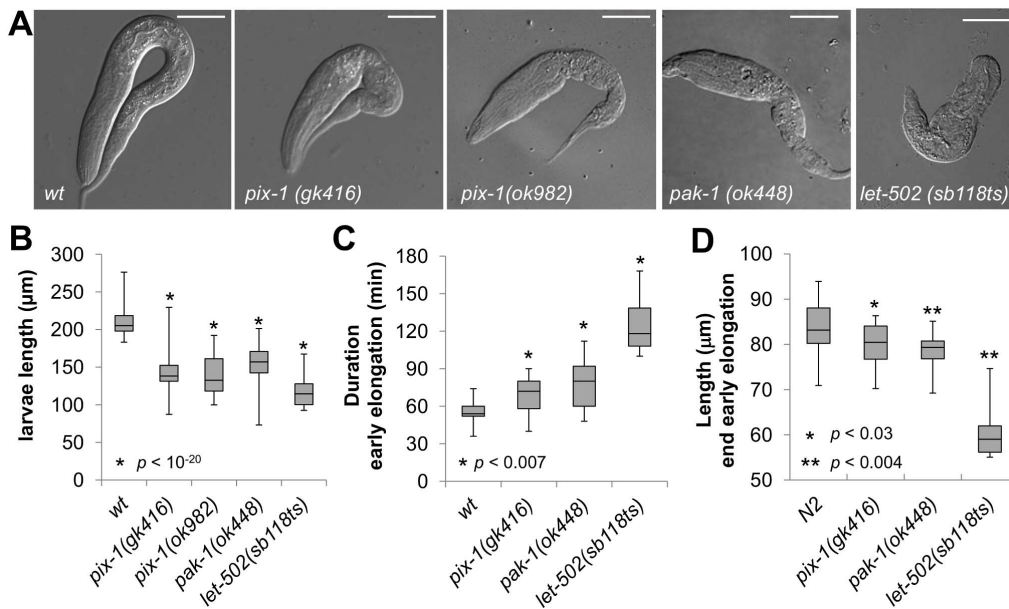 A
wt
pix-1 (gk416)
pix-1(ok982)
pak-1 (ok448)
let-502 (sb118ts)
B
larvae length (µm)
300
250
200
150
100
50
0
*
*
*
*
* p < 10-20
wt
pix-1(gk416)
pix-1(ok982)
pak-1(ok448)
let-502(sb118ts)
C
Duration
early elongation (min)
180
150
120
90
60
30
0
*
*
*
* p < 0.007
wt
pix-1(gk416)
pak-1(ok448)
let-502(sb118ts)
D
Length (µm)
end early elongation
100
90
80
70
60
50
*
**
**
* p < 0.03
** p < 0.004
N2
pix-1(gk416)
pak-1(ok448)
let-502(sb118ts)